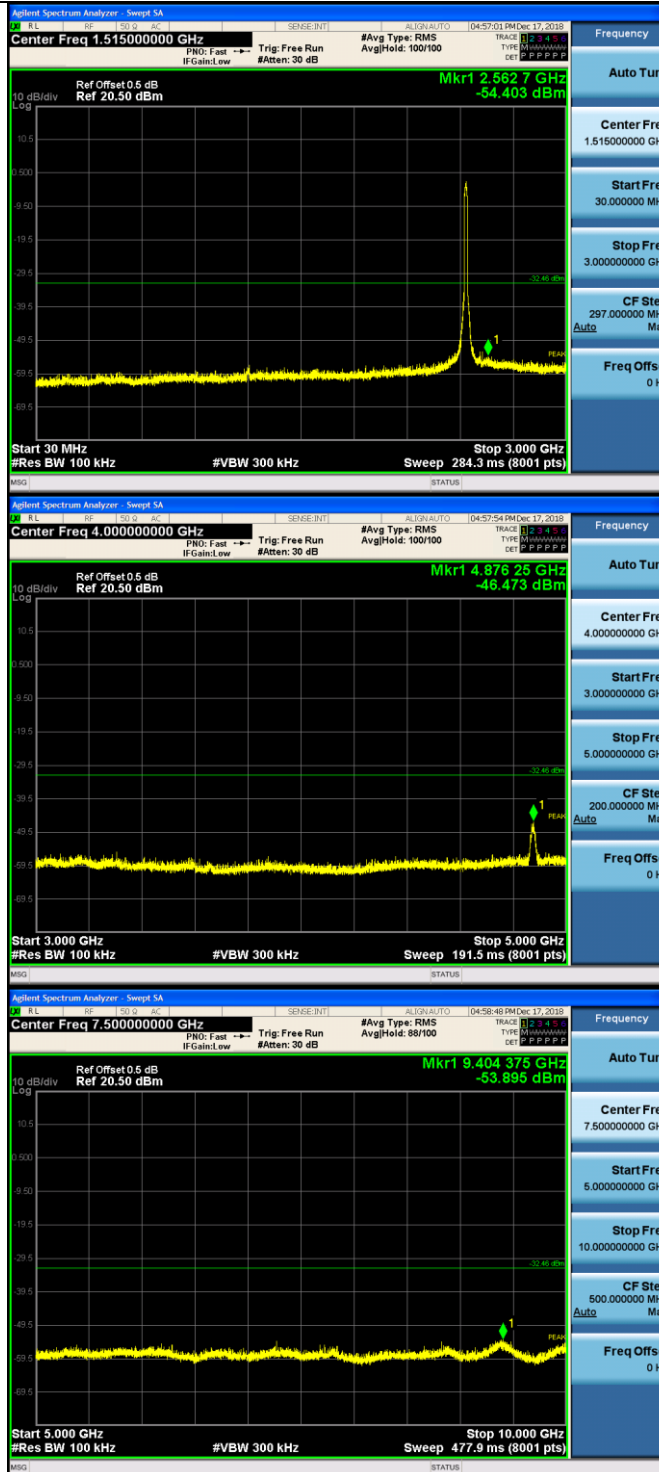 Agilent Spectrum Analyzer - Swept SA
RL RF 50 Ω AC SENSE:INT ALIGN AUTO 04:57:01 PM Dec 17, 2018
Center Freq 1.515000000 GHz
PNO: Fast Trig: Free Run
IFGain:Low #Atten: 30 dB
#Avg Type: RMS
Avg|Hold: 100/100
TRACE 1 2 3 4 5 6
TYPE M
DET P P P P P P
Mkr1 2.562 7 GHz
-54.403 dBm
Ref Offset 0.5 dB
10 dB/div Ref 20.50 dBm
Log
10.5
0.500
-9.50
-19.5
-29.5
-32.46 dBm
-39.5
-49.5
1
PEAK
-59.5
-69.5
Start 30 MHz Stop 3.000 GHz
#Res BW 100 kHz #VBW 300 kHz Sweep 284.3 ms (8001 pts)
MSG STATUS
Frequency
Auto Tun
Center Fre
1.515000000 GH
Start Fre
30.000000 MH
Stop Fre
3.000000000 GH
CF Ste
297.000000 MH
Auto Ma
Freq Offs
0 H
Agilent Spectrum Analyzer - Swept SA
RL RF 50 Ω AC SENSE:INT ALIGN AUTO 04:57:54 PM Dec 17, 2018
Center Freq 4.000000000 GHz
PNO: Fast Trig: Free Run
IFGain:Low #Atten: 30 dB
#Avg Type: RMS
Avg|Hold: 100/100
TRACE 1 2 3 4 5 6
TYPE M
DET P P P P P P
Mkr1 4.876 25 GHz
-46.473 dBm
Ref Offset 0.5 dB
10 dB/div Ref 20.50 dBm
Log
10.5
0.500
-9.50
-19.5
-29.5
-32.46 dBm
-39.5
1
PEAK
-49.5
-59.5
-69.5
Start 3.000 GHz Stop 5.000 GHz
#Res BW 100 kHz #VBW 300 kHz Sweep 191.5 ms (8001 pts)
MSG STATUS
Frequency
Auto Tun
Center Fre
4.000000000 GH
Start Fre
3.000000000 GH
Stop Fre
5.000000000 GH
CF Ste
200.000000 MH
Auto Ma
Freq Offs
0 H
Agilent Spectrum Analyzer - Swept SA
RL RF 50 Ω AC SENSE:INT ALIGN AUTO 04:58:48 PM Dec 17, 2018
Center Freq 7.500000000 GHz
PNO: Fast Trig: Free Run
IFGain:Low #Atten: 30 dB
#Avg Type: RMS
Avg|Hold: 88/100
TRACE 1 2 3 4 5 6
TYPE M
DET P P P P P P
Mkr1 9.404 375 GHz
-53.895 dBm
Ref Offset 0.5 dB
10 dB/div Ref 20.50 dBm
Log
10.5
0.500
-9.50
-19.5
-29.5
-32.46 dBm
-39.5
-49.5
1
PEAK
-59.5
-69.5
Start 5.000 GHz Stop 10.000 GHz
#Res BW 100 kHz #VBW 300 kHz Sweep 477.9 ms (8001 pts)
MSG STATUS
Frequency
Auto Tun
Center Fre
7.500000000 GH
Start Fre
5.000000000 GH
Stop Fre
10.000000000 GH
CF Ste
500.000000 MH
Auto Ma
Freq Offs
0 H